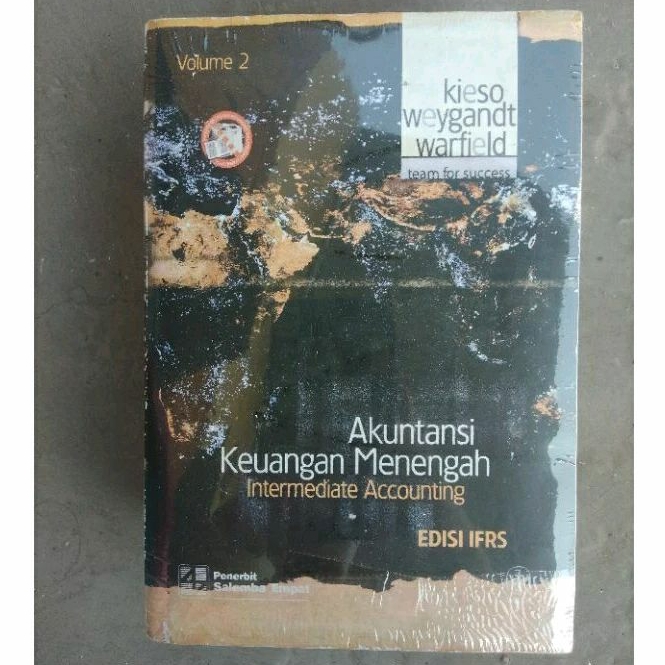 Volume 2
kieso
weygandt
warfield
team for success
Akuntansi
Keuangan Menengah
Intermediate Accounting
EDISI IFRS
Penerbit
Salemba Empat